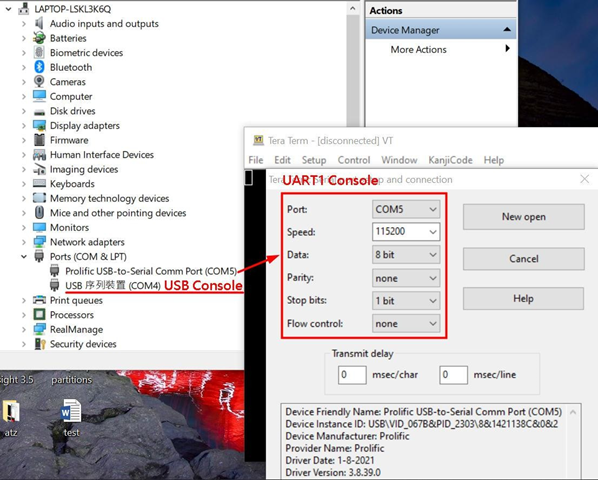 LAPTOP-LSKL3K6Q
Audio inputs and outputs
Batteries
Biometric devices
Bluetooth
Cameras
Computer
Disk drives
Display adapters
Firmware
Human Interface Devices
Imaging devices
Keyboards
Memory technology devices
Mice and other pointing devices
Monitors
Network adapters
Ports (COM & LPT)
Prolific USB-to-Serial Comm Port (COM5)
USB 序列裝置 (COM4) USB Console
Print queues
Processors
RealManage
Security devices
Actions
Device Manager
More Actions
VT Tera Term - [disconnected] VT
File Edit Setup Control Window KanjiCode Help
UART1 Console
and connection
Port: COM5
Speed: 115200
Data: 8 bit
Parity: none
Stop bits: 1 bit
Flow control: none
New open
Cancel
Help
Transmit delay
0 msec/char 0 msec/line
Device Friendly Name: Prolific USB-to-Serial Comm Port (COM5)
Device Instance ID: USB\VID_067B&PID_2303\8&1421138C&0&2
Device Manufacturer: Prolific
Provider Name: Prolific
Driver Date: 1-8-2021
Driver Version: 3.8.39.0
sight 3.5 partitions
atz test